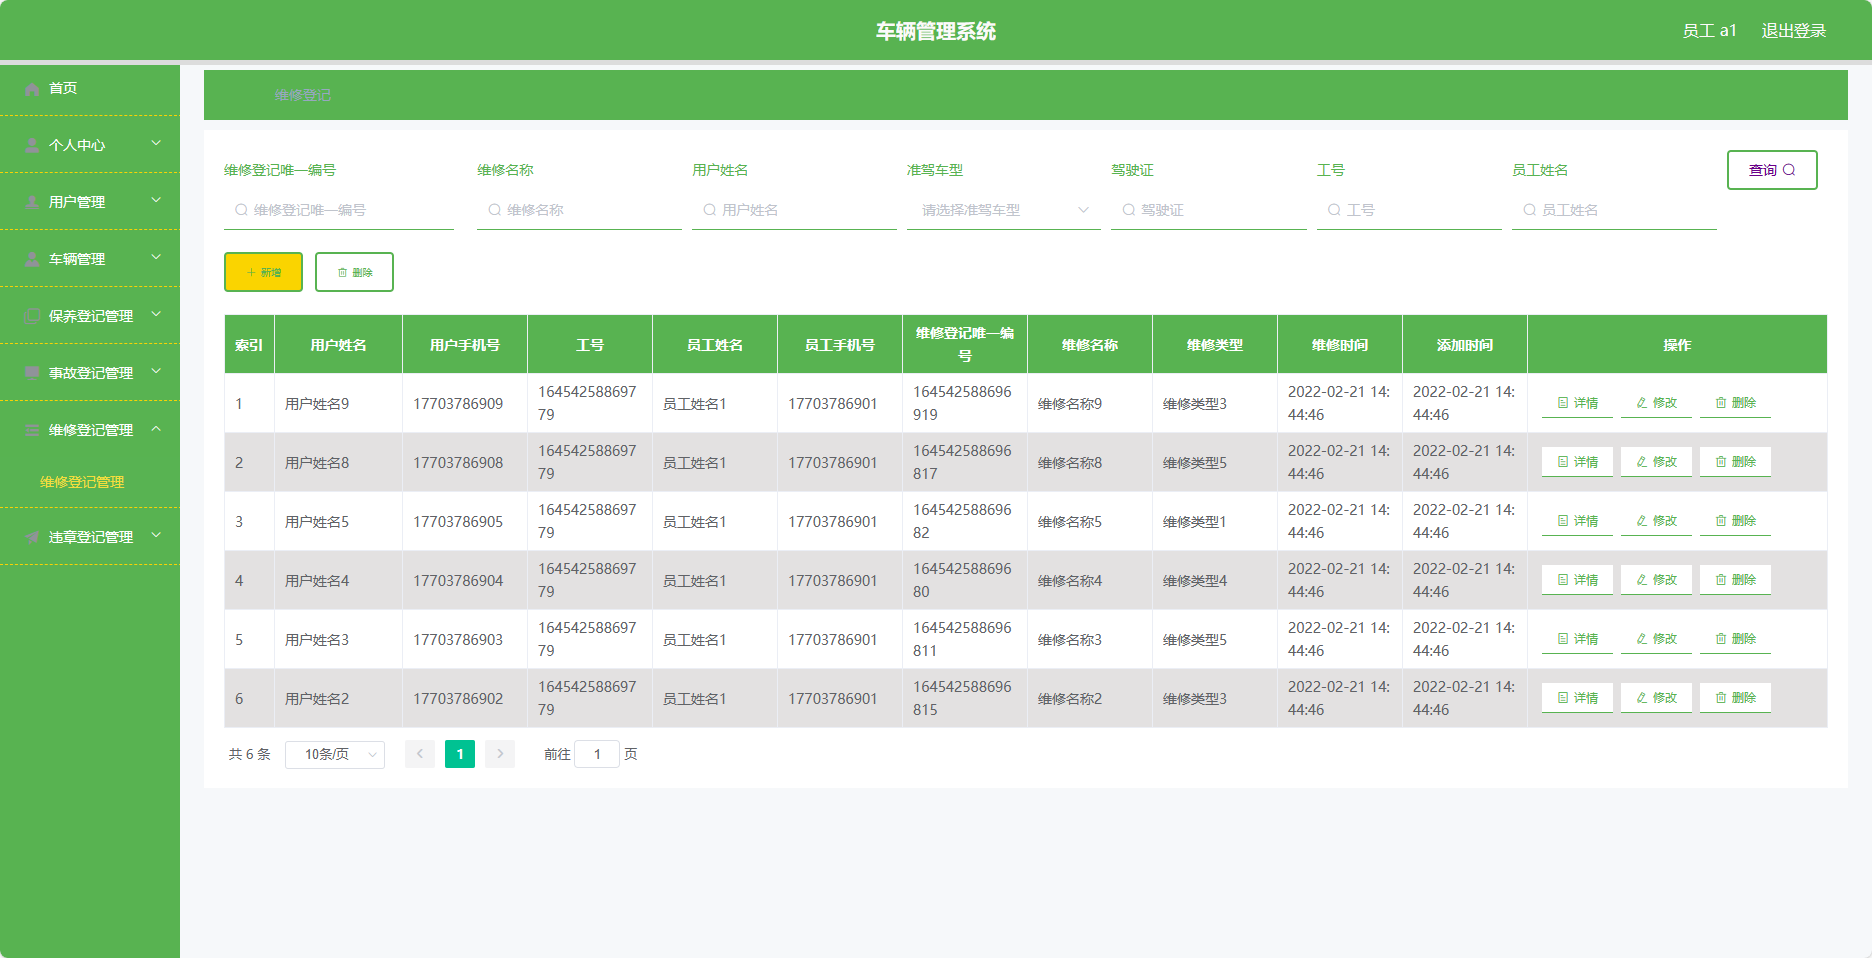 车辆管理系统
员工 a1 退出登录
首页
个人中心
用户管理
车辆管理
保养登记管理
事故登记管理
维修登记管理
维修登记管理
违章登记管理
维修登记
维修登记唯一编号 维修名称 用户姓名 准驾车型 驾驶证 工号 员工姓名 查询
维修登记唯一编号 维修名称 用户姓名 请选择准驾车型 驾驶证 工号 员工姓名
新增 删除
索引 用户姓名 用户手机号 工号 员工姓名 员工手机号 维修登记唯一编号 维修名称 维修类型 维修时间 添加时间 操作
1 用户姓名9 17703786909 16454258869779 员工姓名1 17703786901 164542588696919 维修名称9 维修类型3 2022-02-21 14:44:46 2022-02-21 14:44:46 详情 修改 删除
2 用户姓名8 17703786908 16454258869779 员工姓名1 17703786901 164542588696817 维修名称8 维修类型5 2022-02-21 14:44:46 2022-02-21 14:44:46 详情 修改 删除
3 用户姓名5 17703786905 16454258869779 员工姓名1 17703786901 16454258869682 维修名称5 维修类型1 2022-02-21 14:44:46 2022-02-21 14:44:46 详情 修改 删除
4 用户姓名4 17703786904 16454258869779 员工姓名1 17703786901 16454258869680 维修名称4 维修类型4 2022-02-21 14:44:46 2022-02-21 14:44:46 详情 修改 删除
5 用户姓名3 17703786903 16454258869779 员工姓名1 17703786901 164542588696811 维修名称3 维修类型5 2022-02-21 14:44:46 2022-02-21 14:44:46 详情 修改 删除
6 用户姓名2 17703786902 16454258869779 员工姓名1 17703786901 164542588696815 维修名称2 维修类型3 2022-02-21 14:44:46 2022-02-21 14:44:46 详情 修改 删除
共 6 条 10条/页 1 前往 1 页